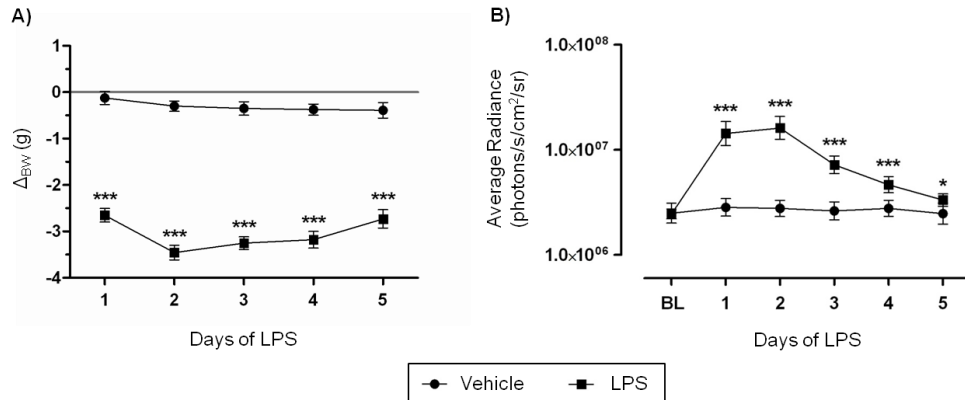 A)
1
0
-1
-2
-3
-4
Δ_BW (g)
*** *** *** *** ***
1 2 3 4 5
Days of LPS
B)
1.0×10⁰⁸
1.0×10⁰⁷
1.0×10⁰⁶
Average Radiance
(photons/s/cm²/sr)
*** *** *** *** *
BL 1 2 3 4 5
Days of LPS
Vehicle LPS